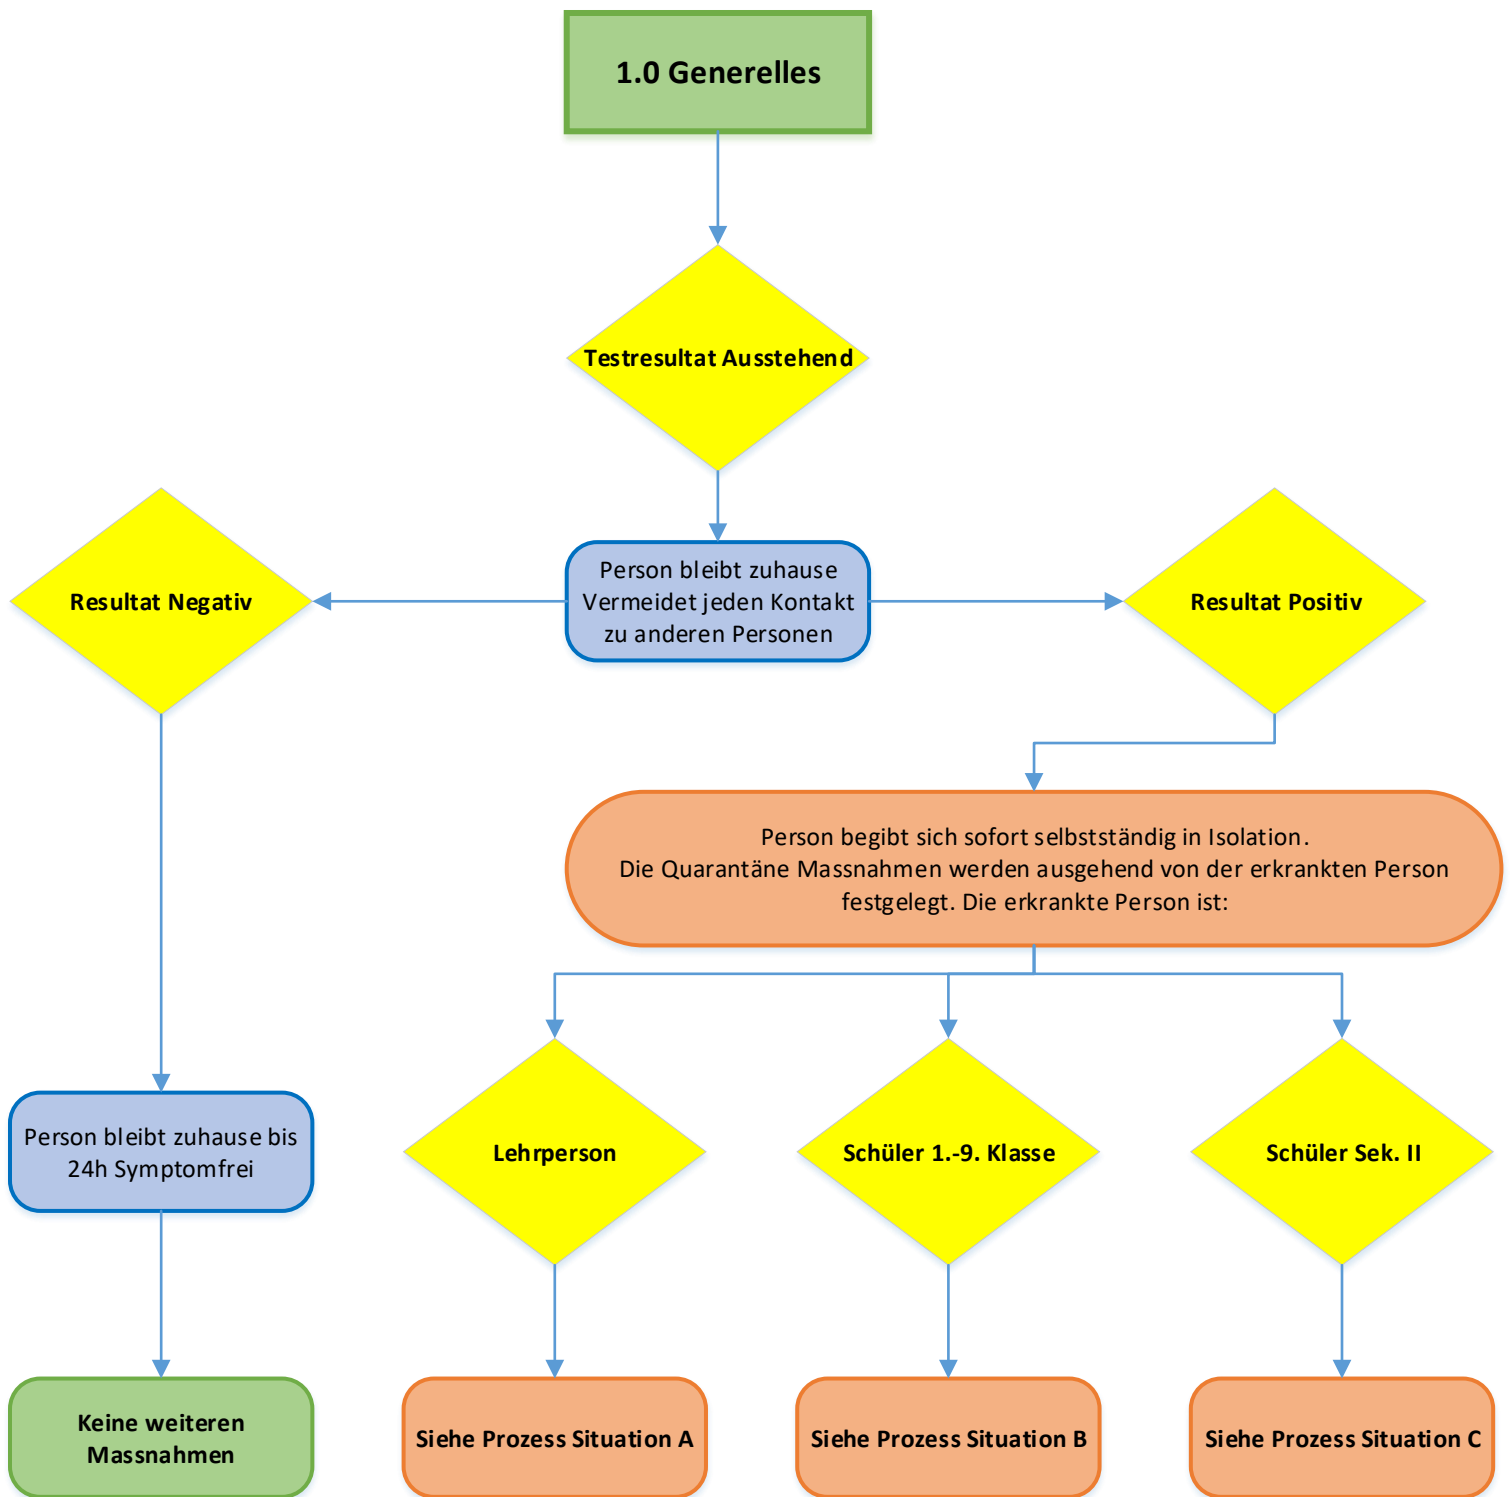 1.0 Generelles
Testresultat Ausstehend
Person bleibt zuhause
Vermeidet jeden Kontakt
zu anderen Personen
Resultat Negativ
Resultat Positiv
Person begibt sich sofort selbstständig in Isolation.
Die Quarantäne Massnahmen werden ausgehend von der erkrankten Person
festgelegt. Die erkrankte Person ist:
Person bleibt zuhause bis
24h Symptomfrei
Lehrperson
Schüler 1.-9. Klasse
Schüler Sek. II
Keine weiteren
Massnahmen
Siehe Prozess Situation A
Siehe Prozess Situation B
Siehe Prozess Situation C